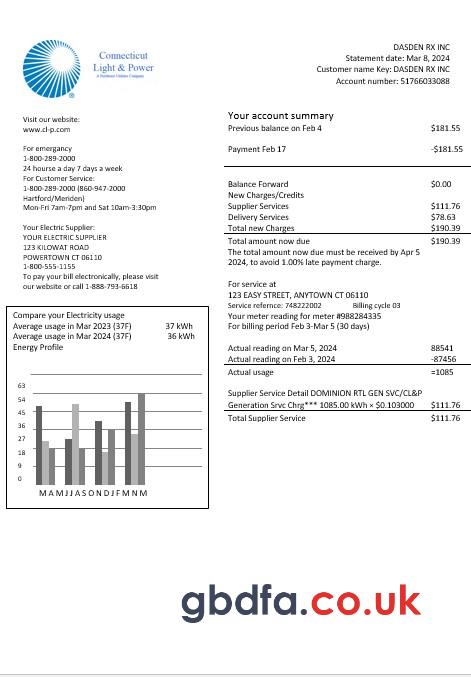 Connecticut
Light & Power
A Northeast Utilities Company
DASDEN RX INC
Statement date: Mar 8, 2024
Customer name Key: DASDEN RX INC
Account number: 51766033088
Visit our website:
www.cl-p.com
For emergancy
1-800-289-2000
24 hourse a day 7 days a week
For Customer Service:
1-800-289-2000 (860-947-2000
Hartford/Meriden)
Mon-Fri 7am-7pm and Sat 10am-3:30pm
Your Electric Supplier:
YOUR ELECTRIC SUPPLIER
123 KILOWAT ROAD
POWERTOWN CT 06110
1-800-555-1155
To pay your bill electronically, please visit
our website or call 1-888-793-6618
Compare your Electricity usage
Average usage in Mar 2023 (37F) 37 kWh
Average usage in Mar 2024 (37F) 36 kWh
Energy Profile
63
54
45
36
27
18
9
0
M A M J J A S O N D J F M N M
Your account summary
Previous balance on Feb 4 $181.55
Payment Feb 17 -$181.55
Balance Forward $0.00
New Charges/Credits
Supplier Services $111.76
Delivery Services $78.63
Total new Charges $190.39
Total amount now due $190.39
The total amount now due must be received by Apr 5
2024, to avoid 1.00% late payment charge.
For service at
123 EASY STREET, ANYTOWN CT 06110
Service refernce: 748222002 Billing cycle 03
Your meter reading for meter #988284335
For billing period Feb 3-Mar 5 (30 days)
Actual reading on Mar 5, 2024 88541
Actual reading on Feb 3, 2024 -87456
Actual usage =1085
Supplier Service Detail DOMINION RTL GEN SVC/CL&P
Generation Srvc Chrg*** 1085.00 kWh × $0.103000 $111.76
Total Supplier Service $111.76
gbdfa.co.uk